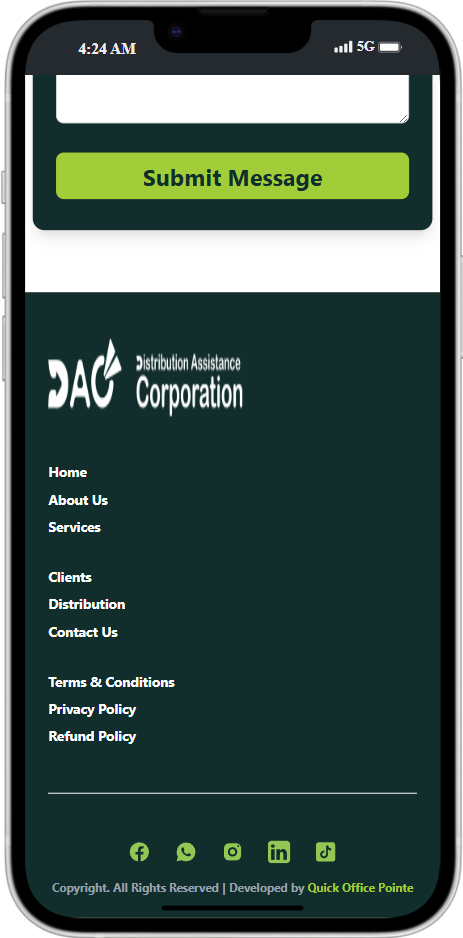 4:24 AM
5G
Submit Message
DAC
Distribution Assistance
Corporation
Home
About Us
Services
Clients
Distribution
Contact Us
Terms & Conditions
Privacy Policy
Refund Policy
in
Copyright. All Rights Reserved | Developed by Quick Office Pointe